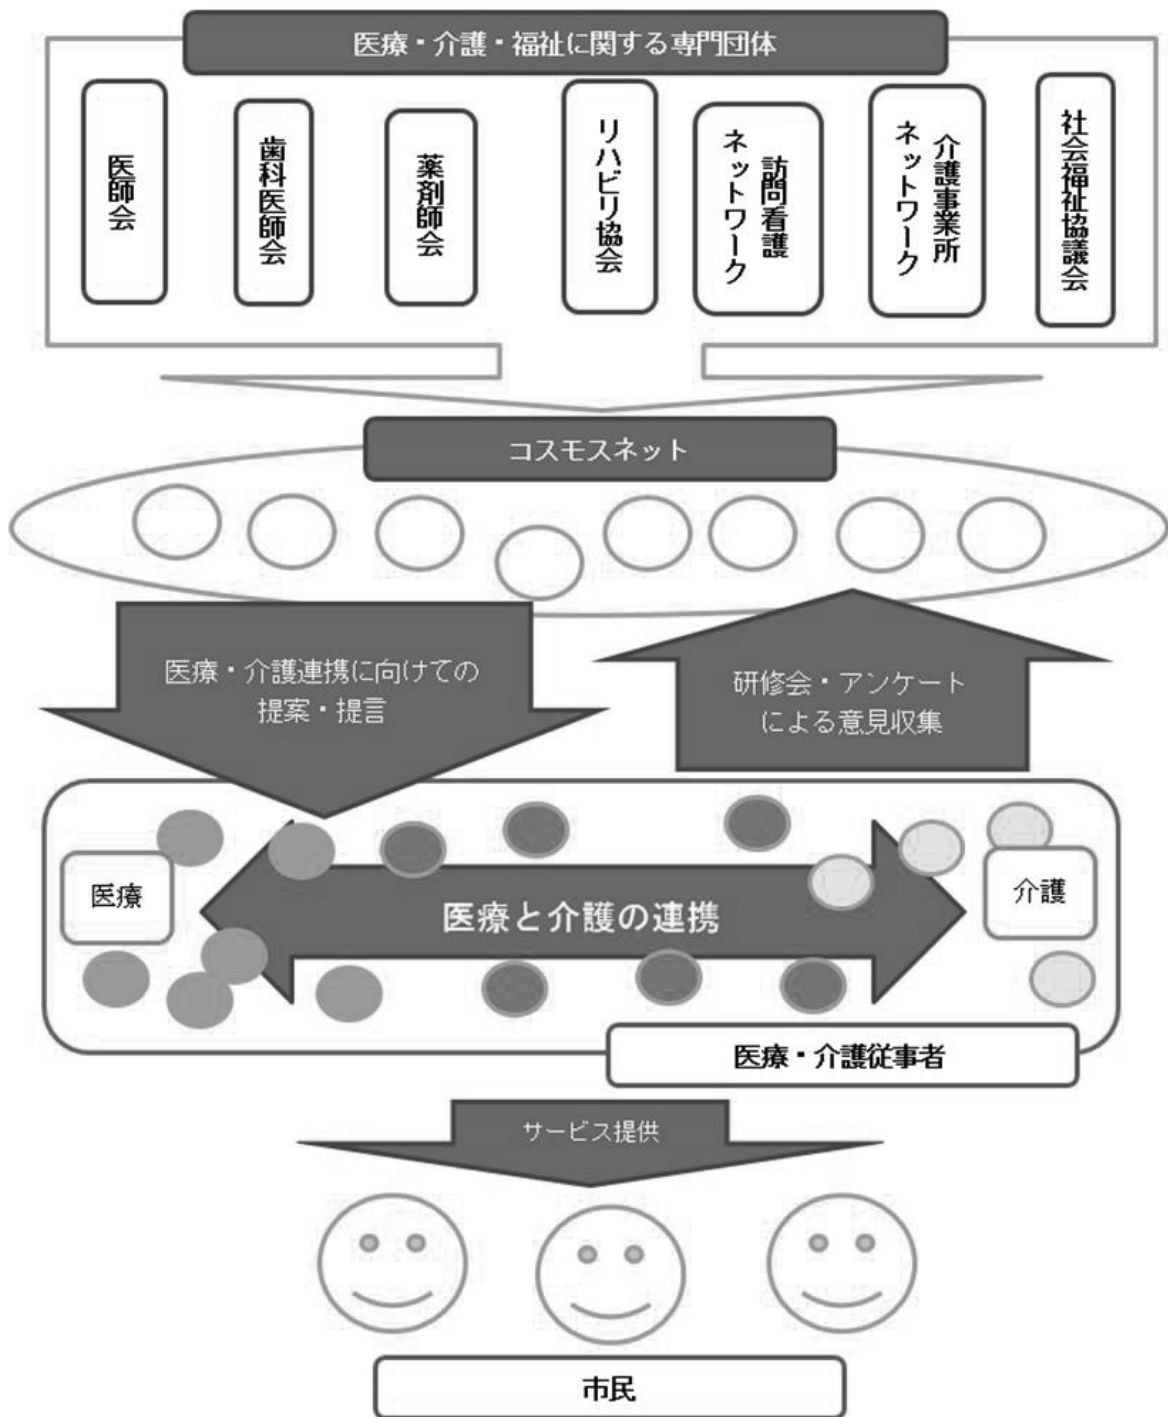 医療・介護・福祉に関する専門団体
医師会
歯科医師会
薬剤師会
リハビリ協会
訪問看護
ネットワーク
介護事業所
ネットワーク
社会福祉協議会
コスモスネット
医療・介護連携に向けての
提案・提言
研修会・アンケート
による意見収集
医療
医療と介護の連携
介護
医療・介護従事者
サービス提供
市民